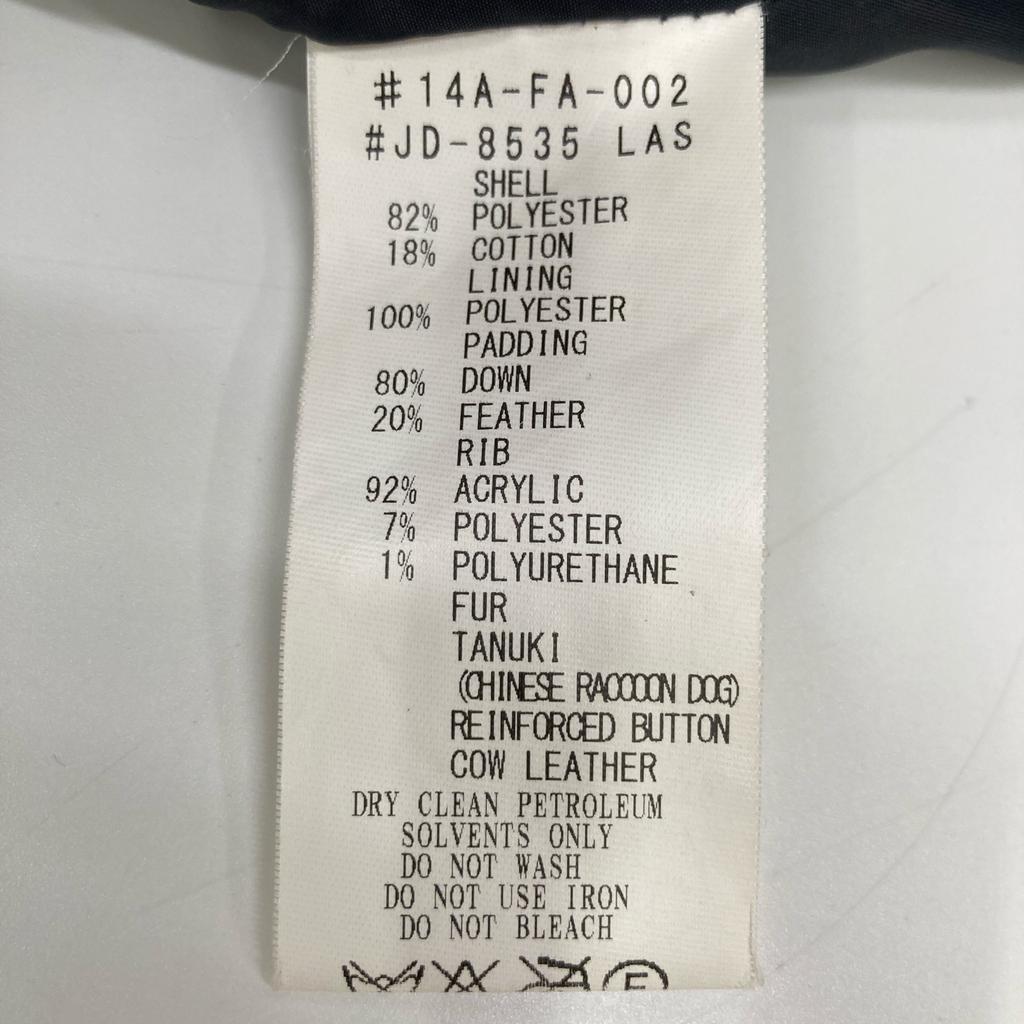 #14A-FA-002
#JD-8535 LAS
SHELL
82% POLYESTER
18% COTTON
LINING
100% POLYESTER
PADDING
80% DOWN
20% FEATHER
RIB
92% ACRYLIC
7% POLYESTER
1% POLYURETHANE
FUR
TANUKI
(CHINESE RACCOON DOG)
REINFORCED BUTTON
COW LEATHER
DRY CLEAN PETROLEUM
SOLVENTS ONLY
DO NOT WASH
DO NOT USE IRON
DO NOT BLEACH
F